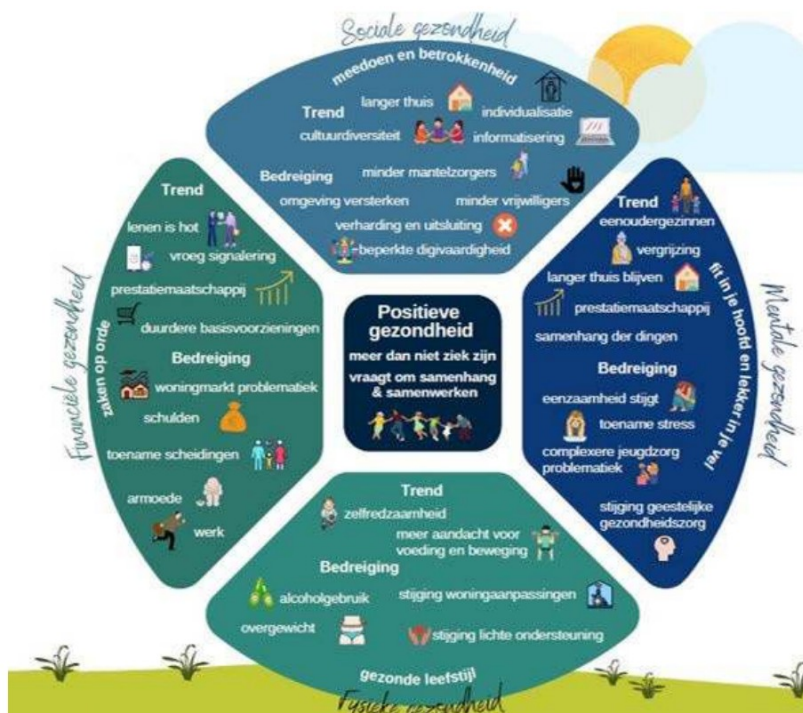 Sociale gezondheid
meedoen en betrokkenheid
Trend
langer thuis
individualisatie
cultuurdiversiteit
informatisering
Bedreiging
minder mantelzorgers
omgeving versterken
minder vrijwilligers
verharding en uitsluiting
beperkte digivaardigheid
Financiële gezondheid
zaken op orde
Trend
lenen is hot
vroeg signalering
prestatiemaatschappij
duurdere basisvoorzieningen
Bedreiging
woningmarkt problematiek
schulden
toename scheidingen
armoede
werk
Positieve
gezondheid
meer dan niet ziek zijn
vraagt om samenhang
& samenwerken
Mentale gezondheid
fit in je hoofd en lekker in je vel
Trend
eenoudergezinnen
vergrijzing
langer thuis blijven
prestatiemaatschappij
samenhang der dingen
Bedreiging
eenzaamheid stijgt
toename stress
complexere jeugdzorg
problematiek
stijging geestelijke
gezondheidszorg
Trend
zelfredzaamheid
meer aandacht voor
voeding en beweging
Bedreiging
alcoholgebruik
stijging woningaanpassingen
overgewicht
stijging lichte ondersteuning
gezonde leefstijl
Fysieke gezondheid